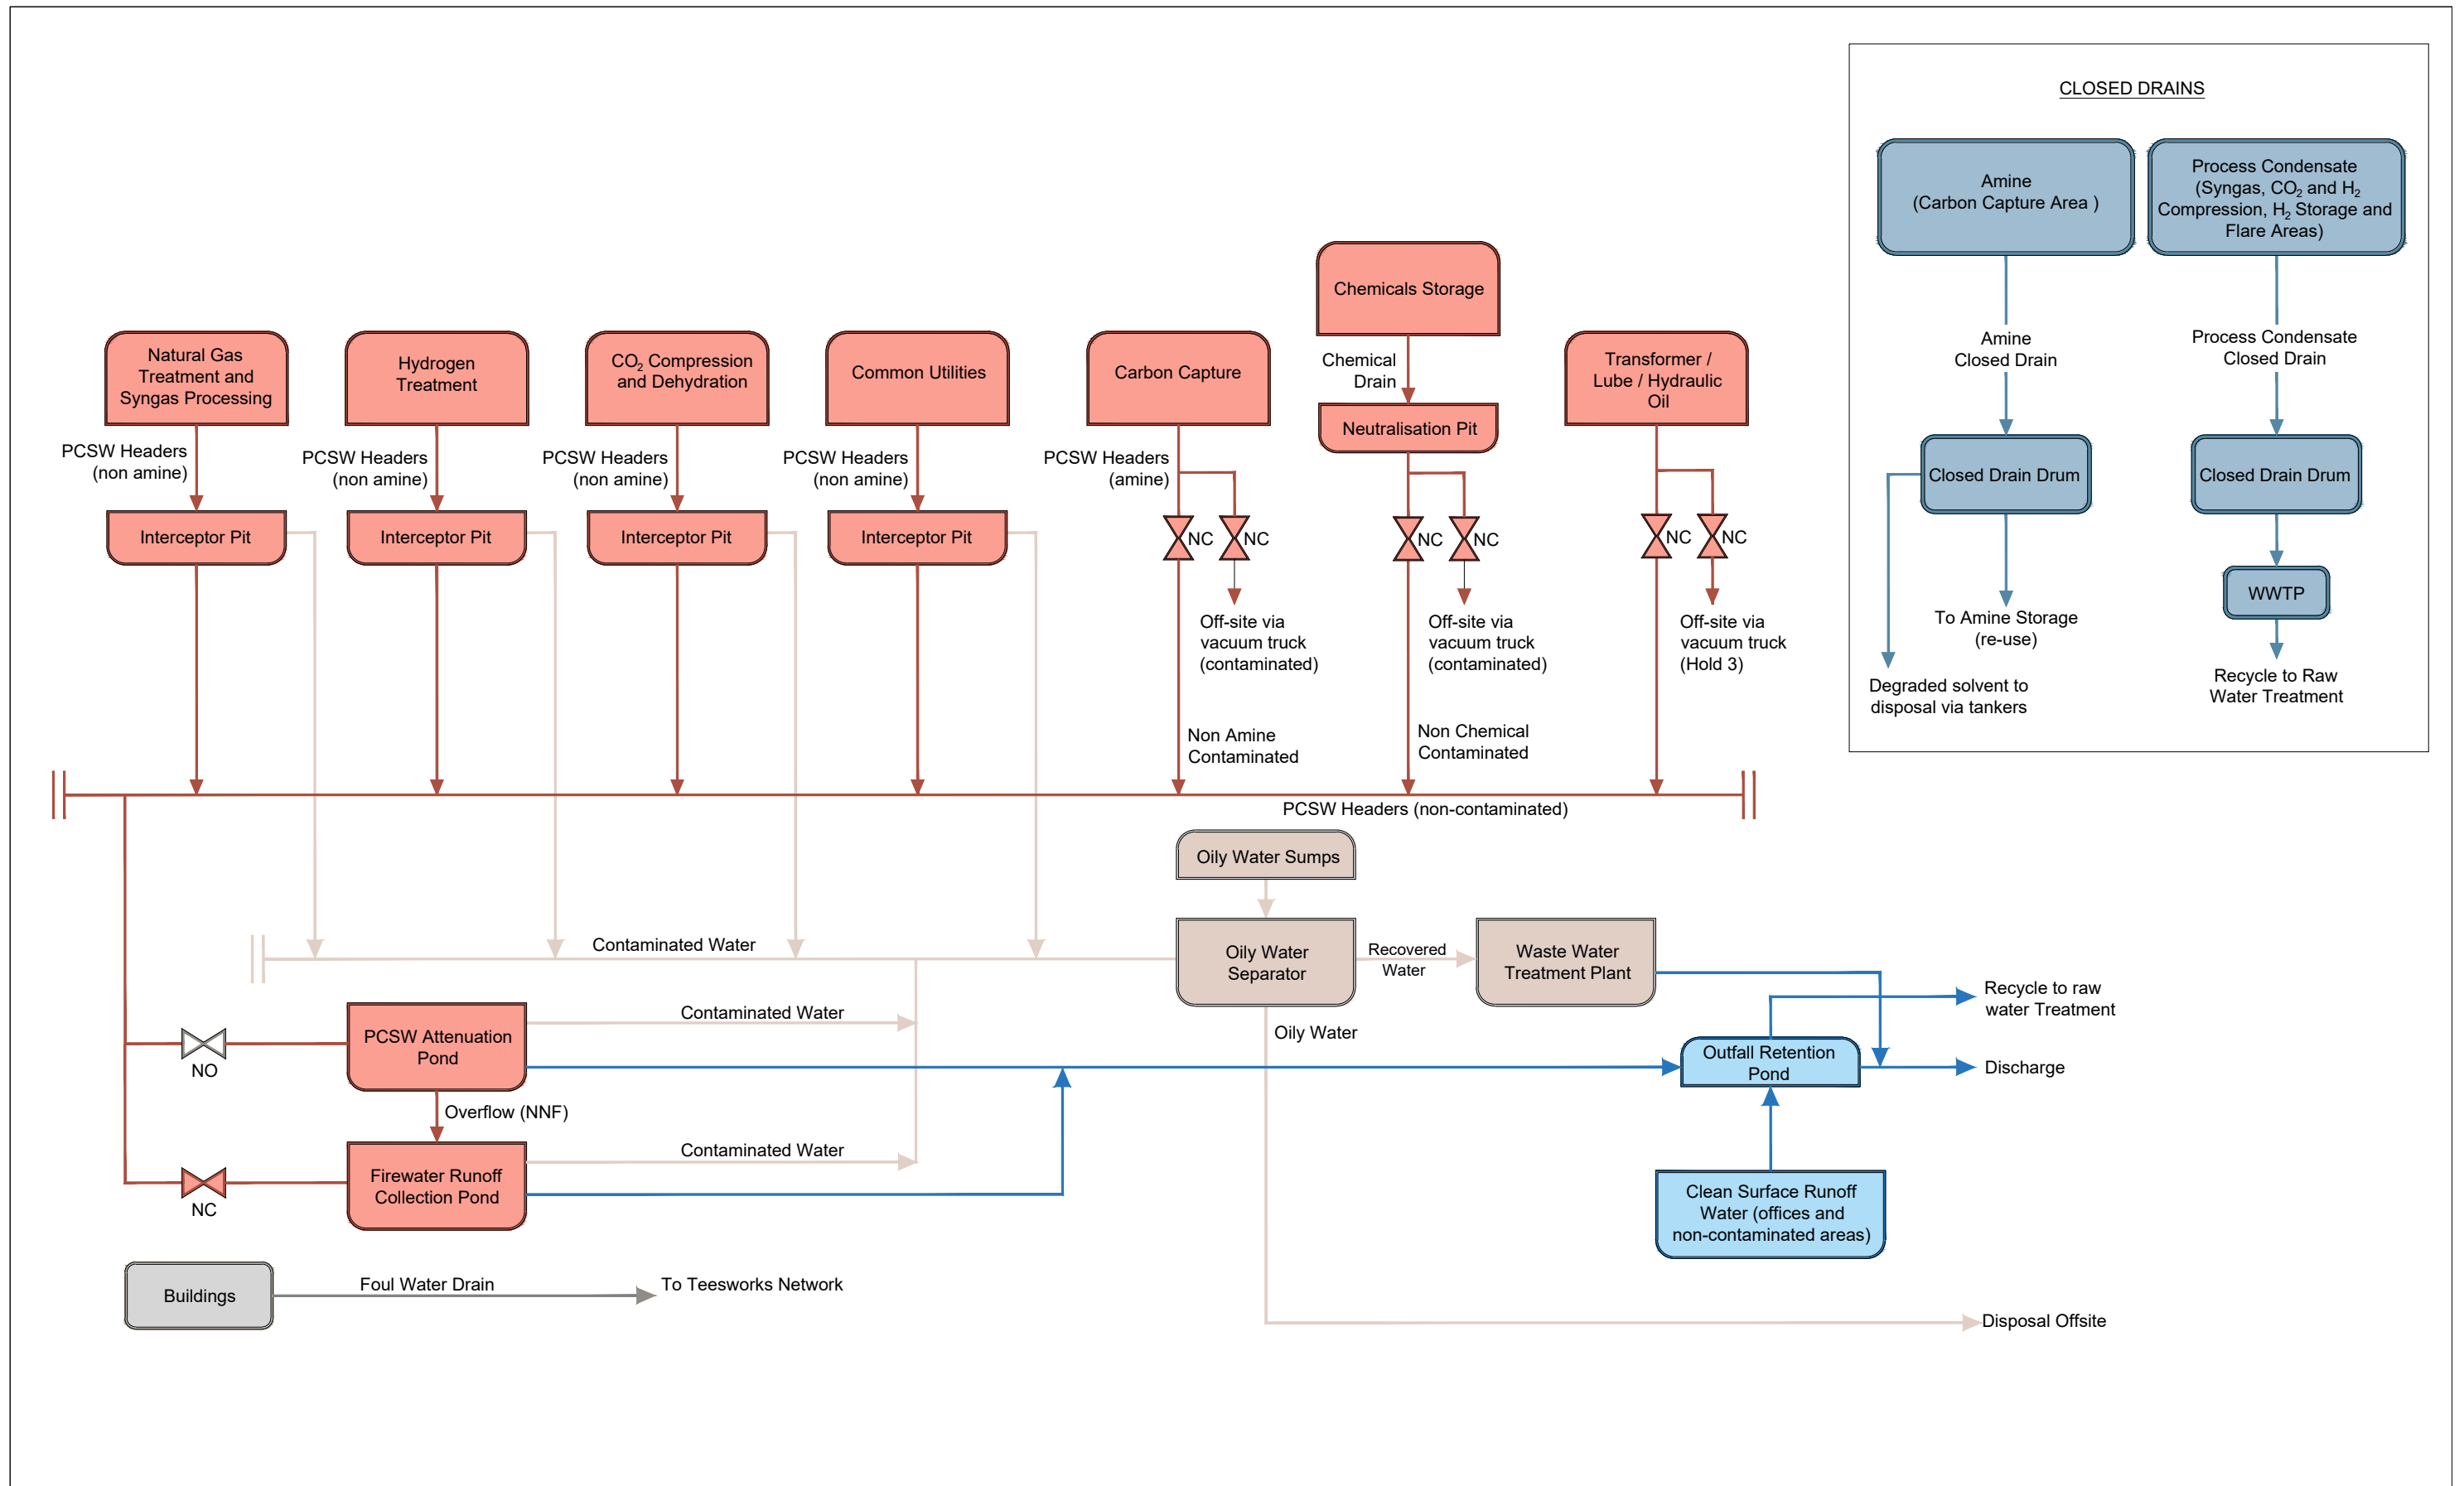 CLOSED DRAINS
Amine
(Carbon Capture Area )
Process Condensate
(Syngas, CO2 and H2
Compression, H2 Storage and
Flare Areas)
Amine
Closed Drain
Process Condensate
Closed Drain
Closed Drain Drum
Closed Drain Drum
WWTP
To Amine Storage
(re-use)
Degraded solvent to
disposal via tankers
Recycle to Raw
Water Treatment
Chemicals Storage
Chemical
Drain
Neutralisation Pit
Natural Gas
Treatment and
Syngas Processing
Hydrogen
Treatment
CO2 Compression
and Dehydration
Common Utilities
Carbon Capture
Transformer /
Lube / Hydraulic
Oil
PCSW Headers
(non amine)
PCSW Headers
(non amine)
PCSW Headers
(non amine)
PCSW Headers
(non amine)
PCSW Headers
(amine)
Interceptor Pit
Interceptor Pit
Interceptor Pit
Interceptor Pit
NC
NC
NC
NC
NC
NC
Off-site via
vacuum truck
(contaminated)
Off-site via
vacuum truck
(contaminated)
Off-site via
vacuum truck
(Hold 3)
Non Amine
Contaminated
Non Chemical
Contaminated
PCSW Headers (non-contaminated)
Oily Water Sumps
Contaminated Water
Oily Water
Separator
Recovered
Water
Waste Water
Treatment Plant
Recycle to raw
water Treatment
Contaminated Water
PCSW Attenuation
Pond
NO
Oily Water
Outfall Retention
Pond
Discharge
Overflow (NNF)
Contaminated Water
Firewater Runoff
Collection Pond
NC
Clean Surface Runoff
Water (offices and
non-contaminated areas)
Buildings
Foul Water Drain
To Teesworks Network
Disposal Offsite